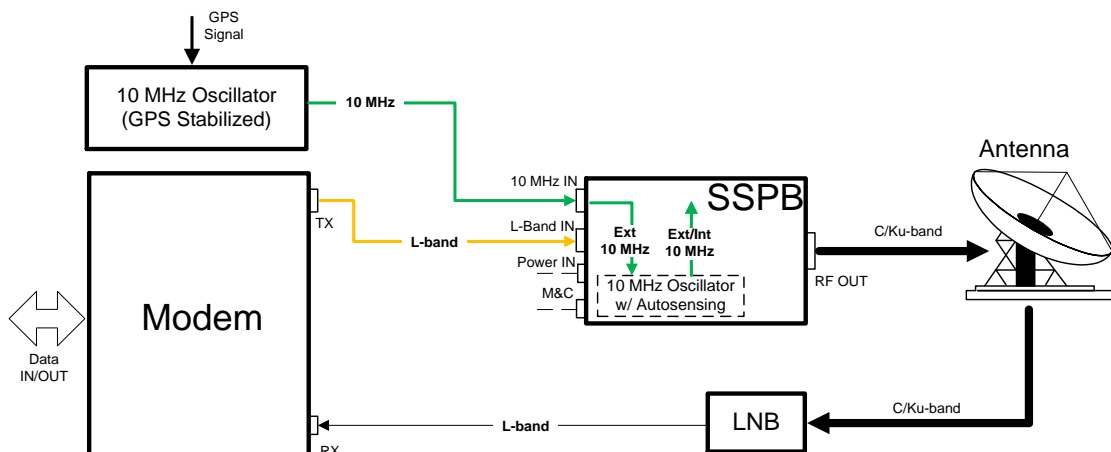 GPS
Signal
10 MHz Oscillator
(GPS Stabilized)
10 MHz
Antenna
10 MHz IN
SSPB
TX
L-Band IN
L-band
Ext
10 MHz
Ext/Int
10 MHz
C/Ku-band
Power IN
RF OUT
M&C
10 MHz Oscillator
w/ Autosensing
Modem
Data
IN/OUT
C/Ku-band
LNB
L-band
RX